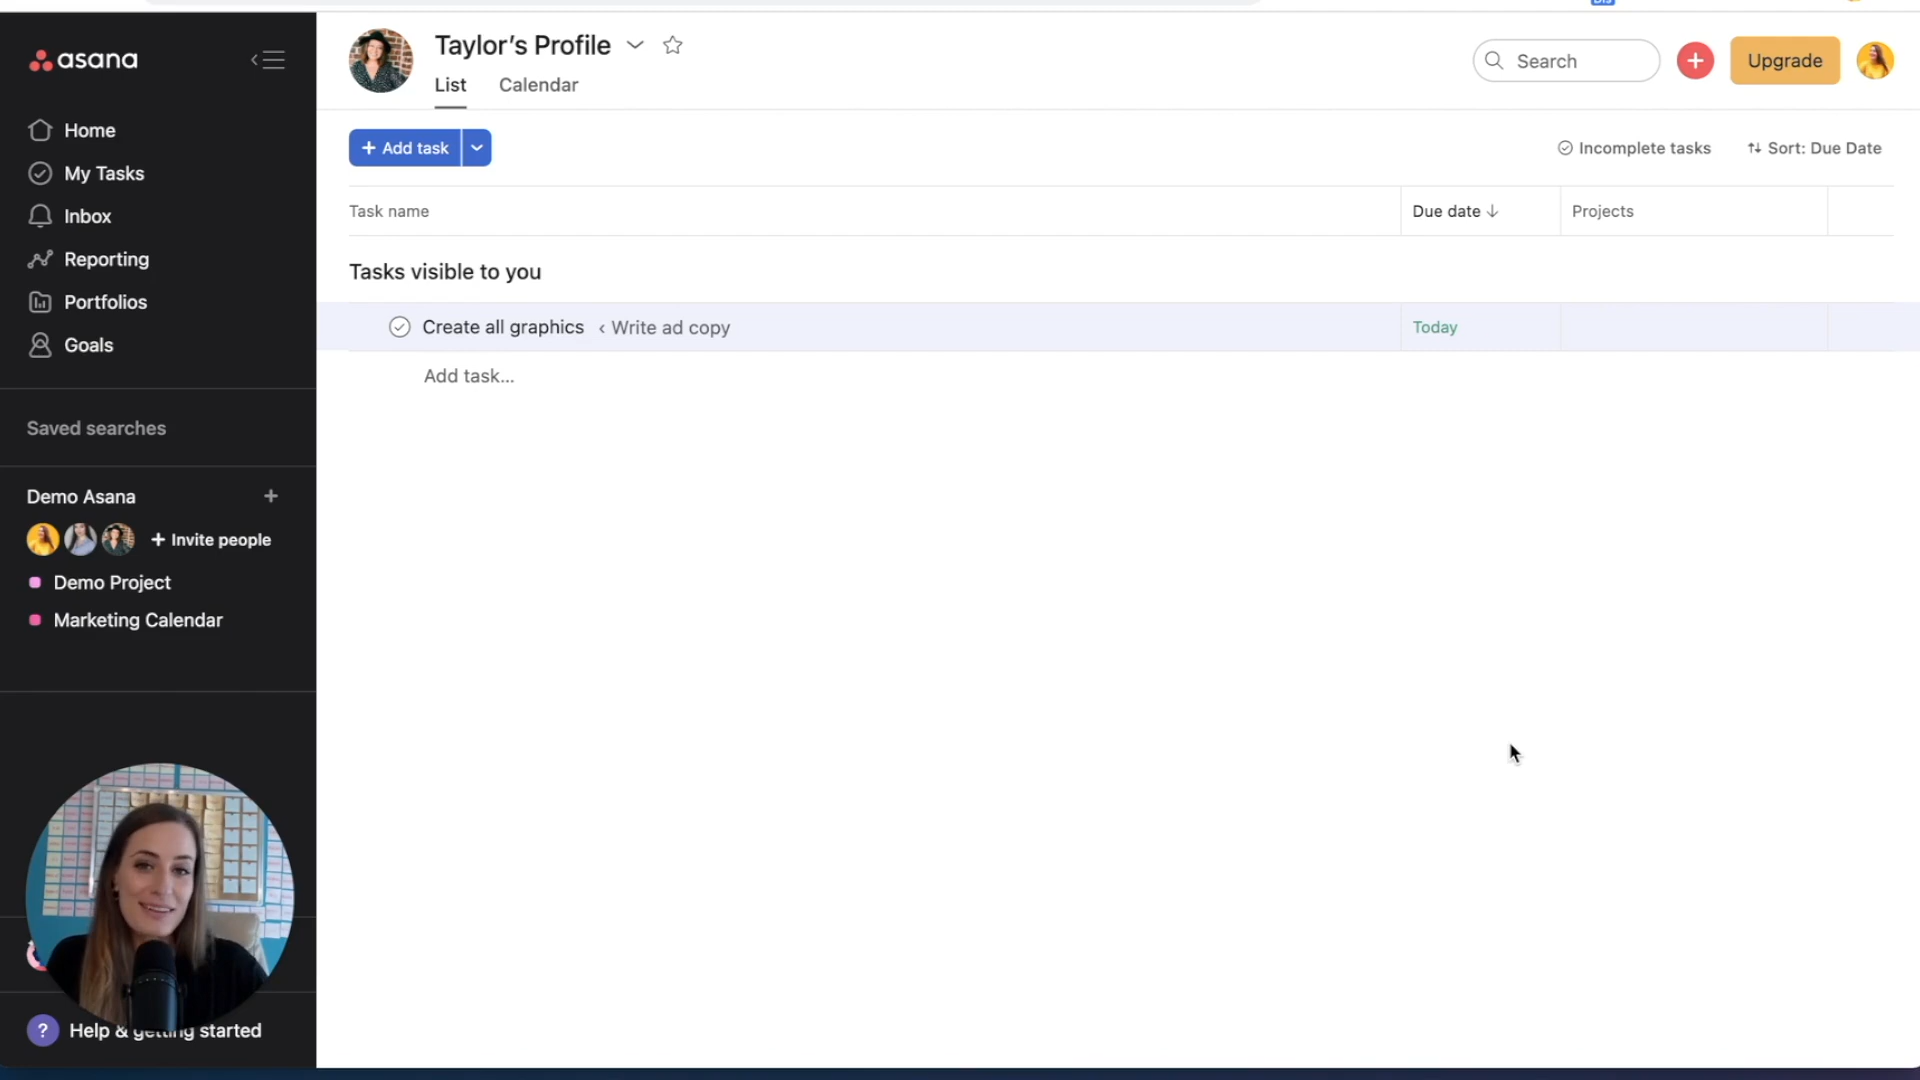 asana
Home
My Tasks
Inbox
Reporting
Portfolios
Goals
Saved searches
Demo Asana
+ Invite people
Demo Project
Marketing Calendar
? Help & getting started
Taylor's Profile
List Calendar
Search
+
Upgrade
+ Add task
Incomplete tasks
Sort: Due Date
Task name Due date ↓ Projects
Tasks visible to you
Create all graphics ‹ Write ad copy Today
Add task...